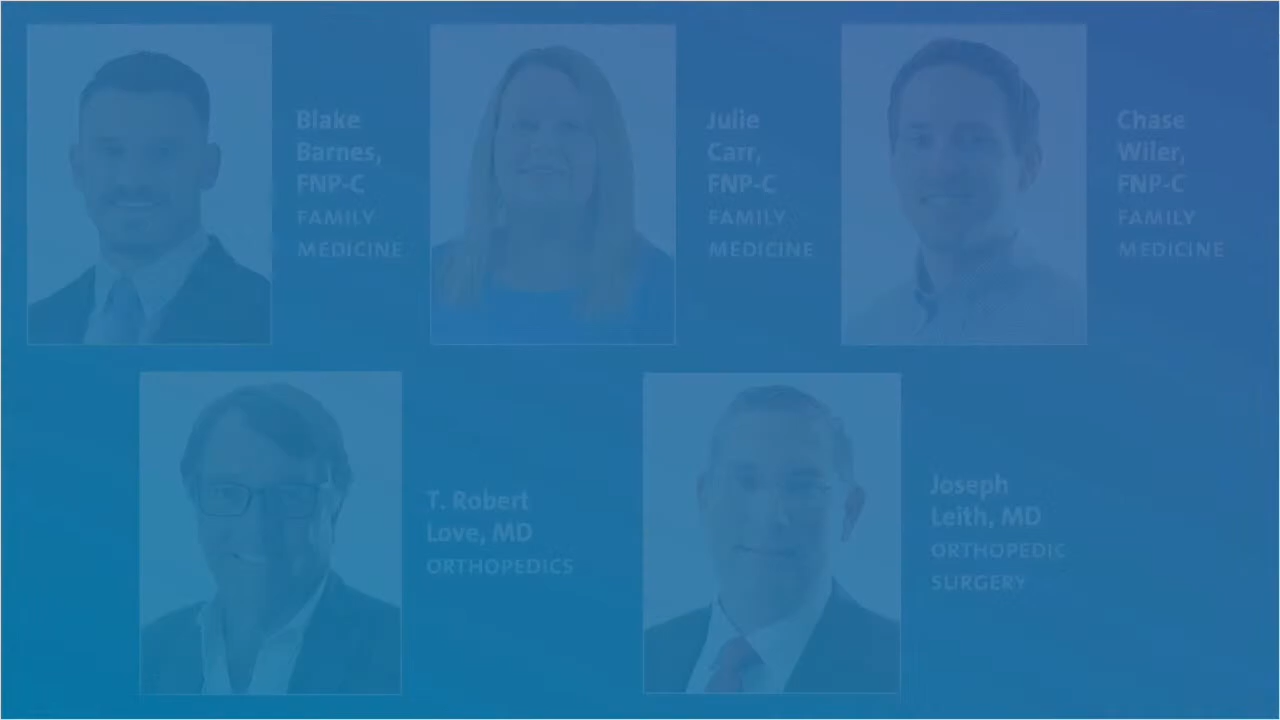 Blake
Barnes,
FNP-C
FAMILY
MEDICINE
Julie
Carr,
FNP-C
FAMILY
MEDICINE
Chase
Wiler,
FNP-C
FAMILY
MEDICINE
T. Robert
Love, MD
ORTHOPEDICS
Joseph
Leith, MD
ORTHOPEDIC
SURGERY